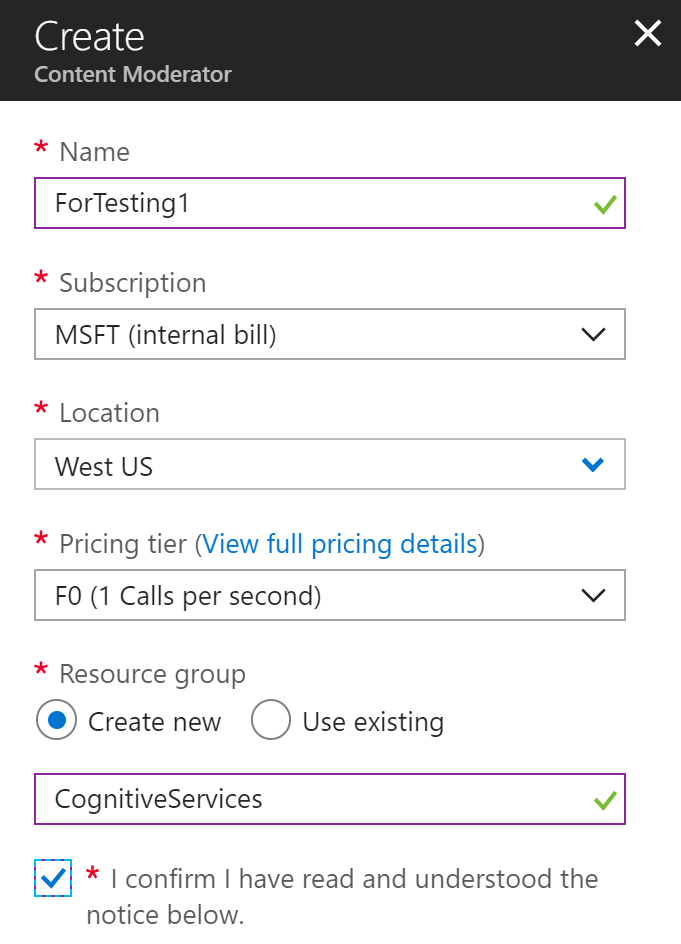 Create
Content Moderator
* Name
ForTesting1
* Subscription
MSFT (internal bill)
* Location
West US
* Pricing tier (View full pricing details)
F0 (1 Calls per second)
* Resource group
Create new Use existing
CognitiveServices
* I confirm I have read and understood the
notice below.